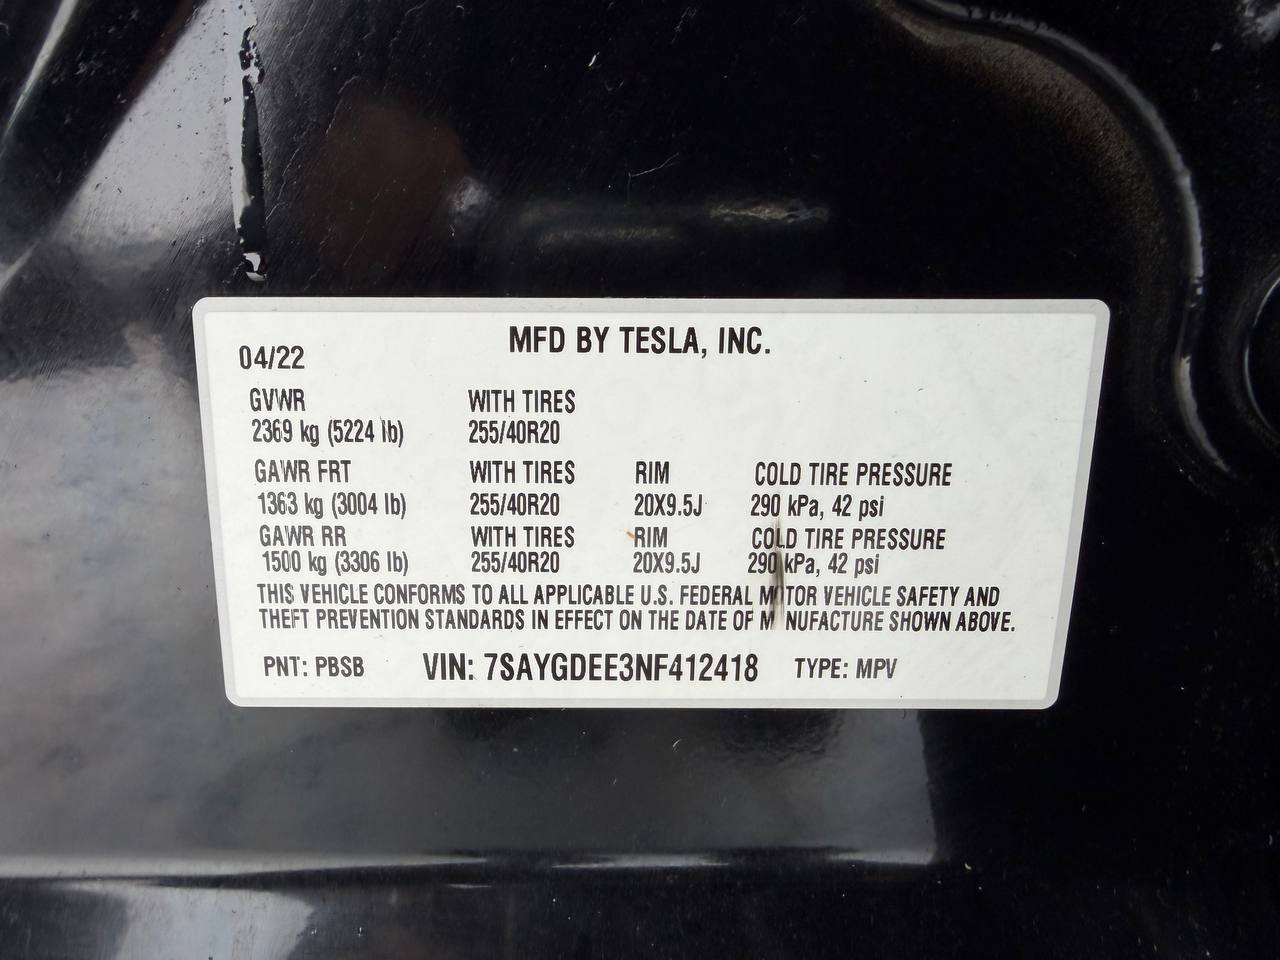 MFD BY TESLA, INC.
04/22
GVWR WITH TIRES
2369 kg (5224 lb) 255/40R20
GAWR FRT WITH TIRES RIM COLD TIRE PRESSURE
1363 kg (3004 lb) 255/40R20 20X9.5J 290 kPa, 42 psi
GAWR RR WITH TIRES RIM COLD TIRE PRESSURE
1500 kg (3306 lb) 255/40R20 20X9.5J 290 kPa, 42 psi
THIS VEHICLE CONFORMS TO ALL APPLICABLE U.S. FEDERAL MOTOR VEHICLE SAFETY AND
THEFT PREVENTION STANDARDS IN EFFECT ON THE DATE OF MANUFACTURE SHOWN ABOVE.
PNT: PBSB VIN: 7SAYGDEE3NF412418 TYPE: MPV